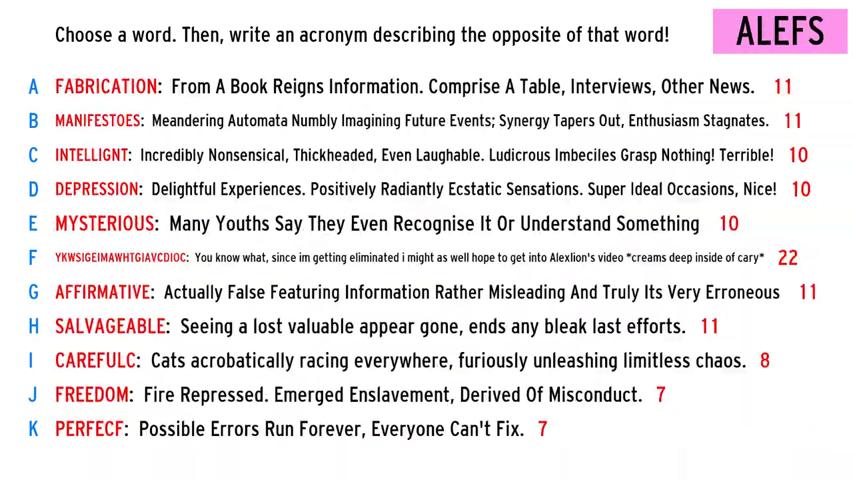 Choose a word. Then, write an acronym describing the opposite of that word!
ALEFS
A FABRICATION: From A Book Reigns Information. Comprise A Table, Interviews, Other News. 11
B MANIFESTOES: Meandering Automata Numbly Imagining Future Events; Synergy Tapers Out, Enthusiasm Stagnates. 11
C INTELLIGNT: Incredibly Nonsensical, Thickheaded, Even Laughable. Ludicrous Imbeciles Grasp Nothing! Terrible! 10
D DEPRESSION: Delightful Experiences. Positively Radiantly Ecstatic Sensations. Super Ideal Occasions, Nice! 10
E MYSTERIOUS: Many Youths Say They Even Recognise It Or Understand Something 10
F YKWSIGEIMAWHTGIAVCDIOC: You know what, since im getting eliminated i might as well hope to get into Alexlion's video *creams deep inside of cary* 22
G AFFIRMATIVE: Actually False Featuring Information Rather Misleading And Truly Its Very Erroneous 11
H SALVAGEABLE: Seeing a lost valuable appear gone, ends any bleak last efforts. 11
I CAREFULC: Cats acrobatically racing everywhere, furiously unleashing limitless chaos. 8
J FREEDOM: Fire Repressed. Emerged Enslavement, Derived Of Misconduct. 7
K PERFECF: Possible Errors Run Forever, Everyone Can't Fix. 7